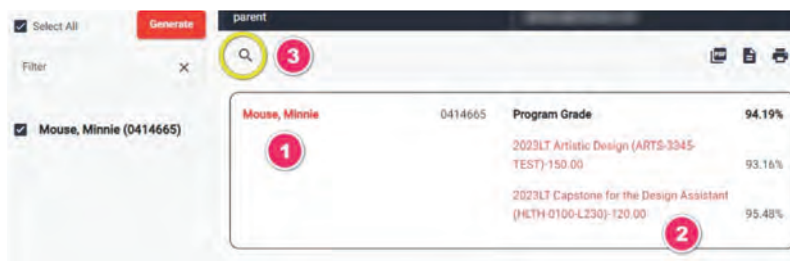 Select All
Generate
parent
3
PDF
Filter
Mouse, Minnie (0414665)
Mouse, Minnie
0414665
Program Grade
94.19%
1
2023LT Artistic Design (ARTS-3345-
TEST)-150.00
93.16%
2023LT Capstone for the Design Assistant
(HLTH-0100-L230)-120.00
95.48%
2